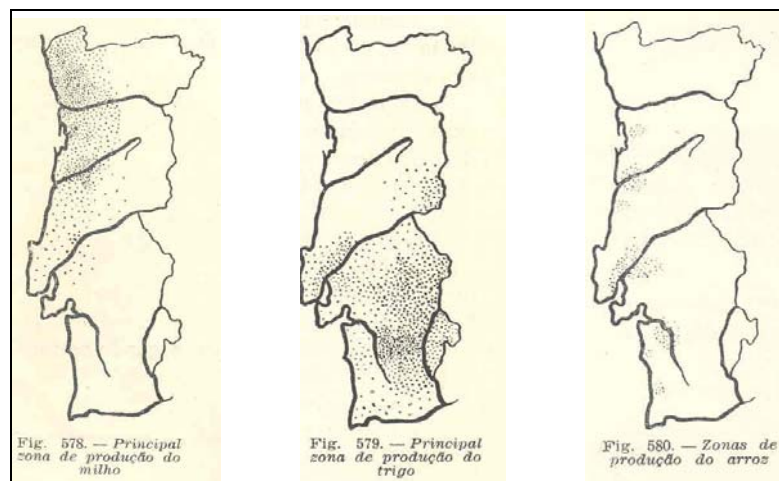 Fig. 578. — Principal
zona de produção do
milho
Fig. 579. — Principal
zona de produção do
trigo
Fig. 580. — Zonas de
produção do arroz